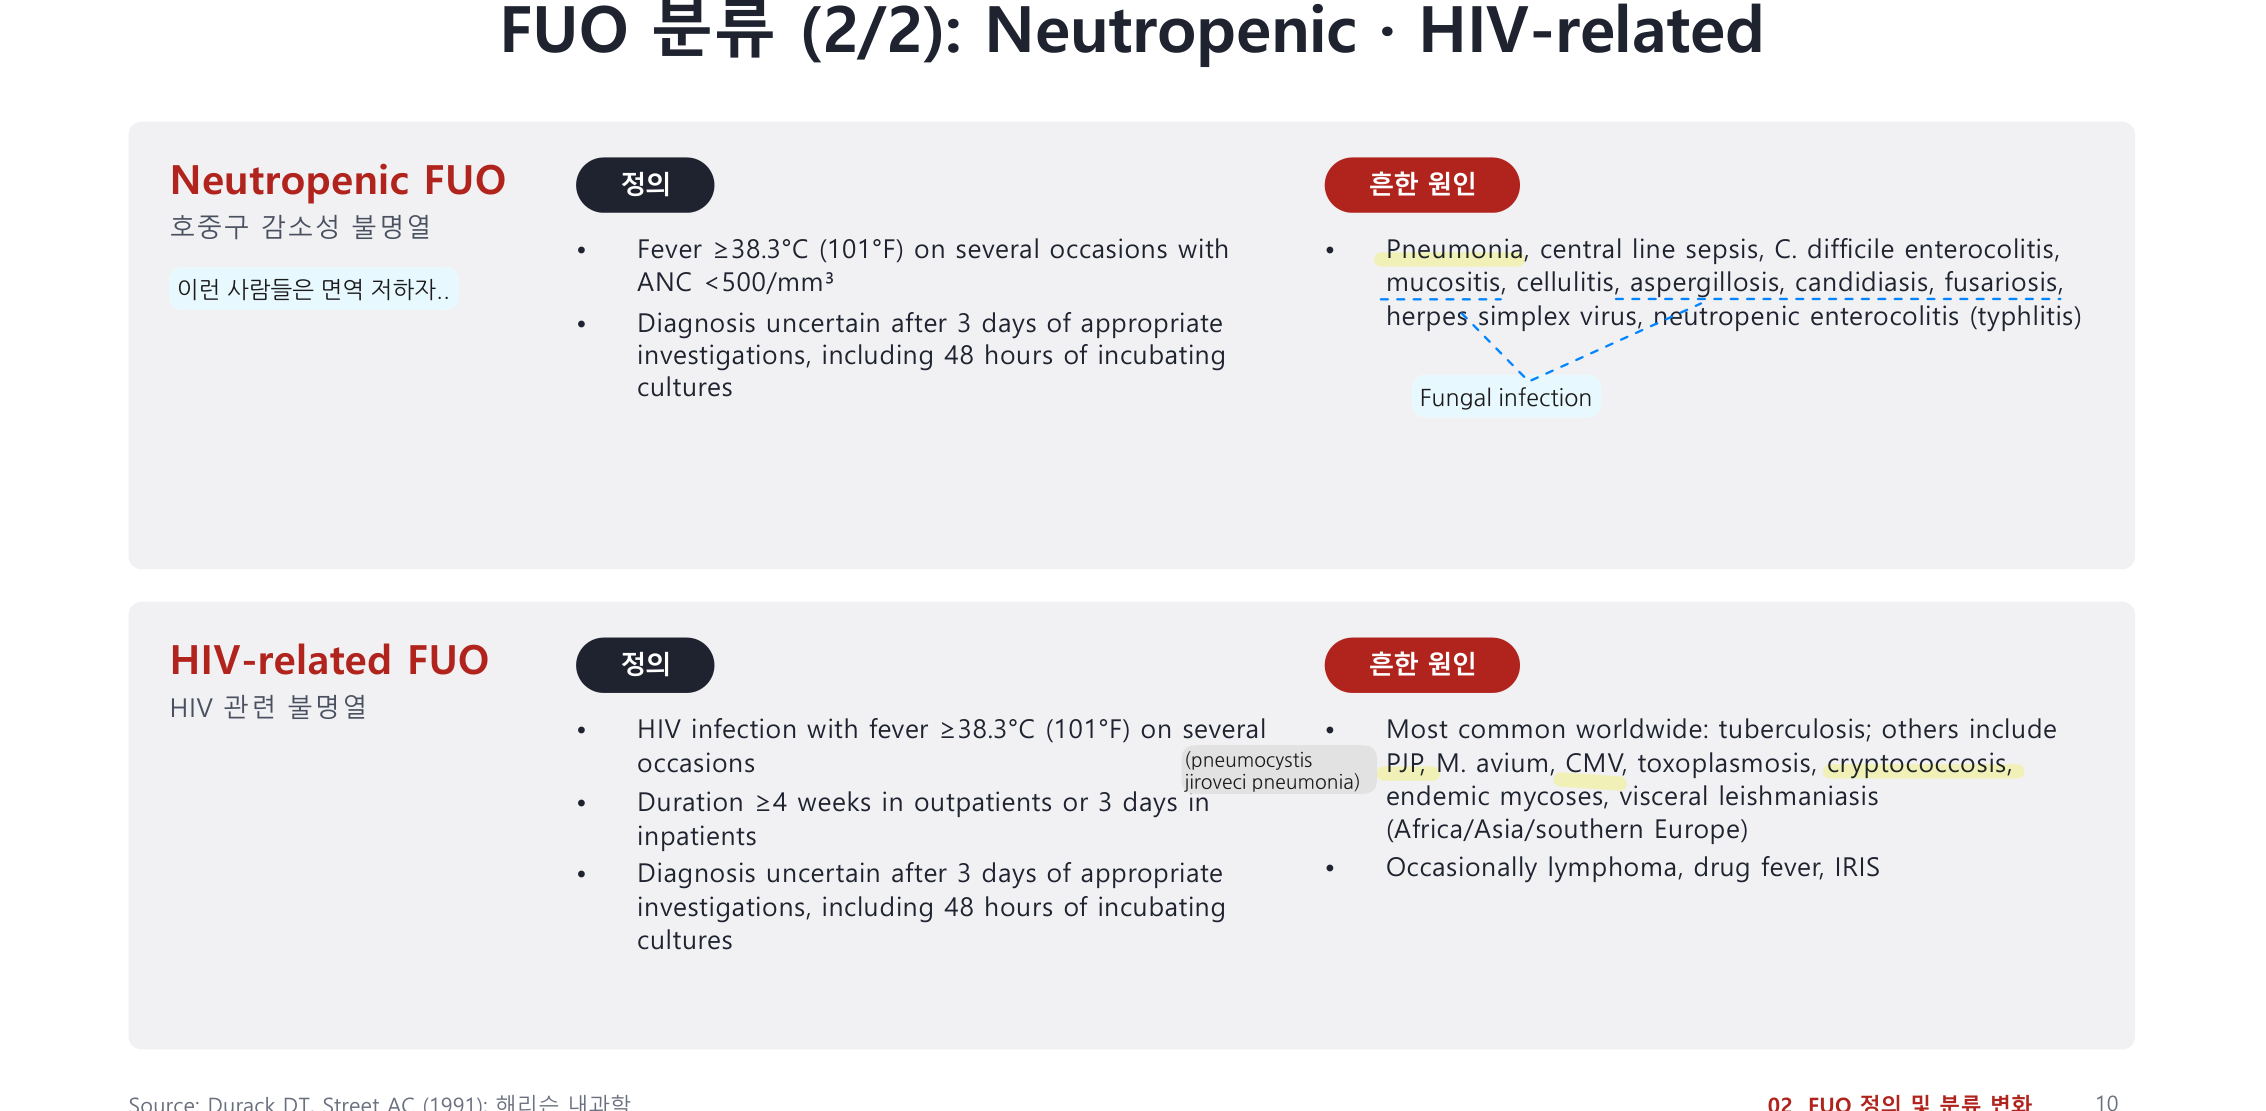 FUO 분류 (2/2): Neutropenic · HIV-related
Neutropenic FUO
호중구 감소성 불명열
이런 사람들은 면역 저하자..
정의
• Fever ≥38.3°C (101°F) on several occasions with
ANC <500/mm³
• Diagnosis uncertain after 3 days of appropriate
investigations, including 48 hours of incubating
cultures
흔한 원인
• Pneumonia, central line sepsis, C. difficile enterocolitis,
mucositis, cellulitis, aspergillosis, candidiasis, fusariosis,
herpes simplex virus, neutropenic enterocolitis (typhlitis)
Fungal infection
HIV-related FUO
HIV 관련 불명열
정의
• HIV infection with fever ≥38.3°C (101°F) on several
occasions
• Duration ≥4 weeks in outpatients or 3 days in
inpatients
• Diagnosis uncertain after 3 days of appropriate
investigations, including 48 hours of incubating
cultures
흔한 원인
• Most common worldwide: tuberculosis; others include
(pneumocystis
jiroveci pneumonia)
PJP, M. avium, CMV, toxoplasmosis, cryptococcosis,
endemic mycoses, visceral leishmaniasis
(Africa/Asia/southern Europe)
• Occasionally lymphoma, drug fever, IRIS
Source: Durack DT, Street AC (1991); 해리슨 내과학
02 FUO 정의 및 분류 변화
10